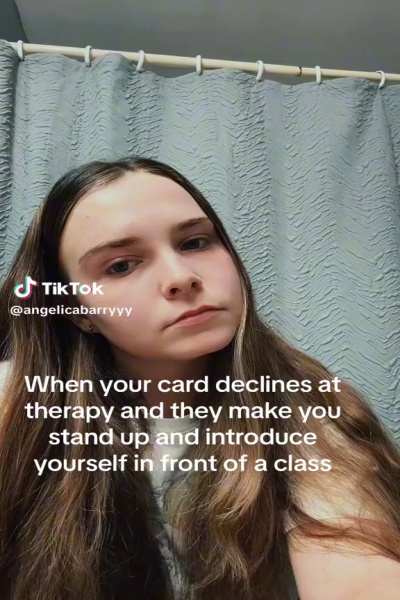 TikTok
@angelicabarryyy
When your card declines at
therapy and they make you
stand up and introduce
yourself in front of a class